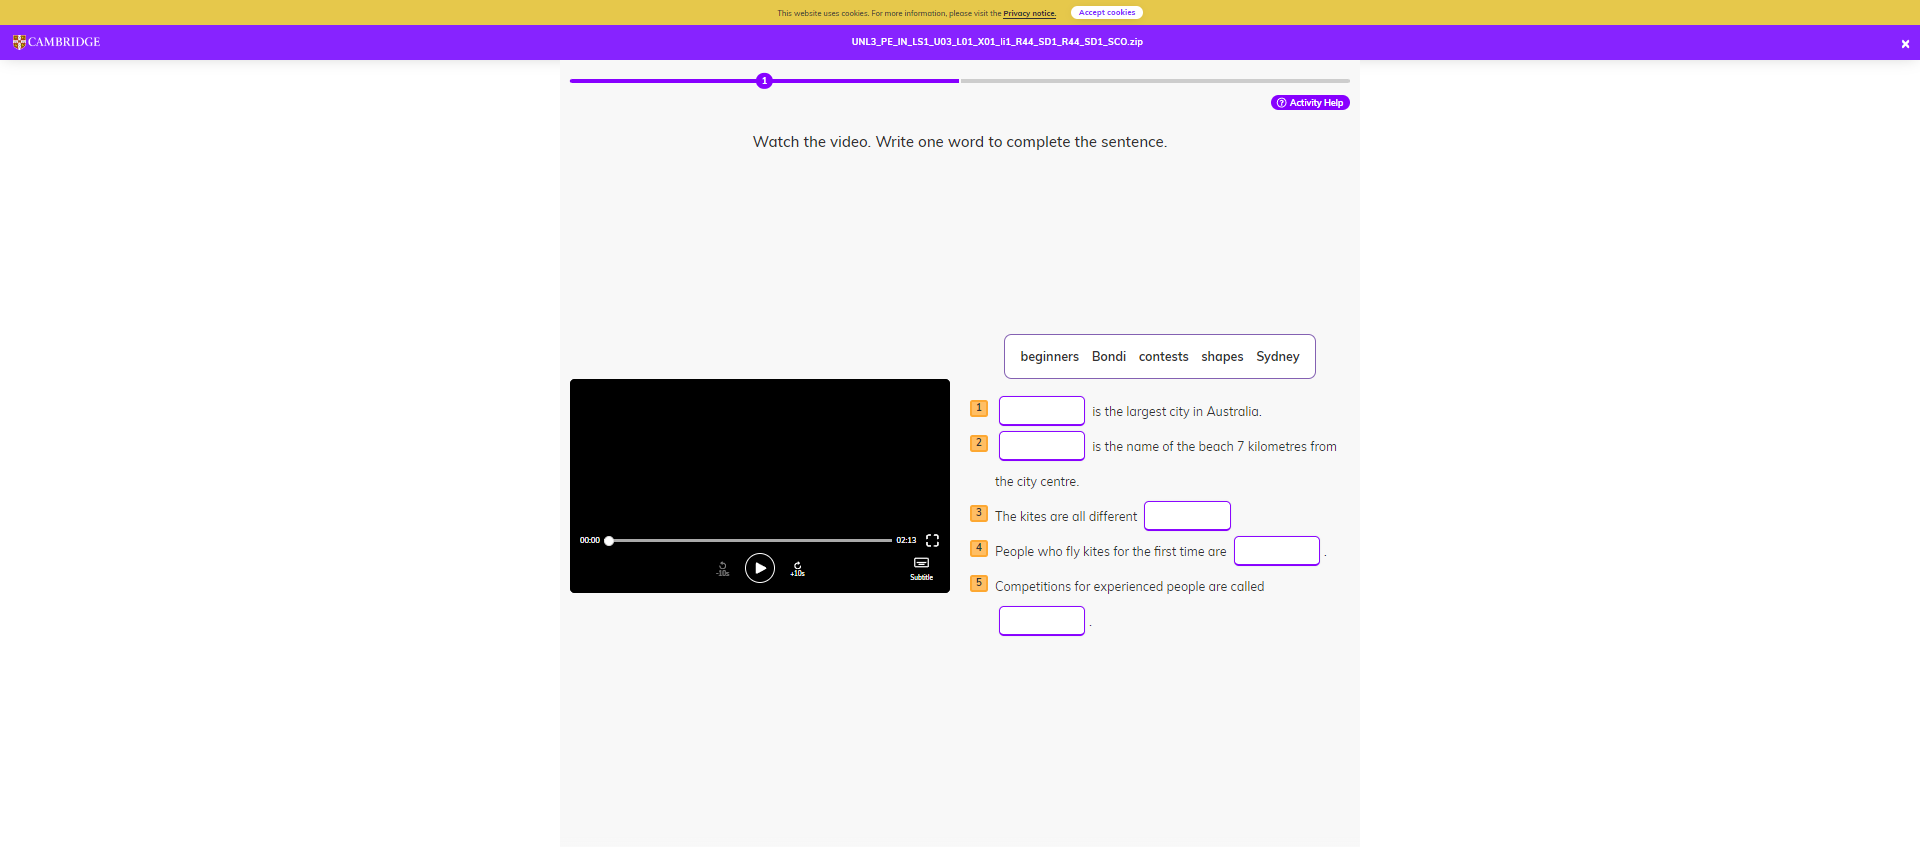 This website uses cookies. For more information, please visit the Privacy notice. Accept cookies
CAMBRIDGE
UNL3_PE_IN_LS1_U03_L01_X01_li1_R44_SD1_R44_SD1_SCO.zip
1
Activity Help
Watch the video. Write one word to complete the sentence.
beginners Bondi contests shapes Sydney
1 is the largest city in Australia.
2 is the name of the beach 7 kilometres from
the city centre.
3 The kites are all different
4 People who fly kites for the first time are .
5 Competitions for experienced people are called
.
00:00 02:13
-10s +10s
Subtitle